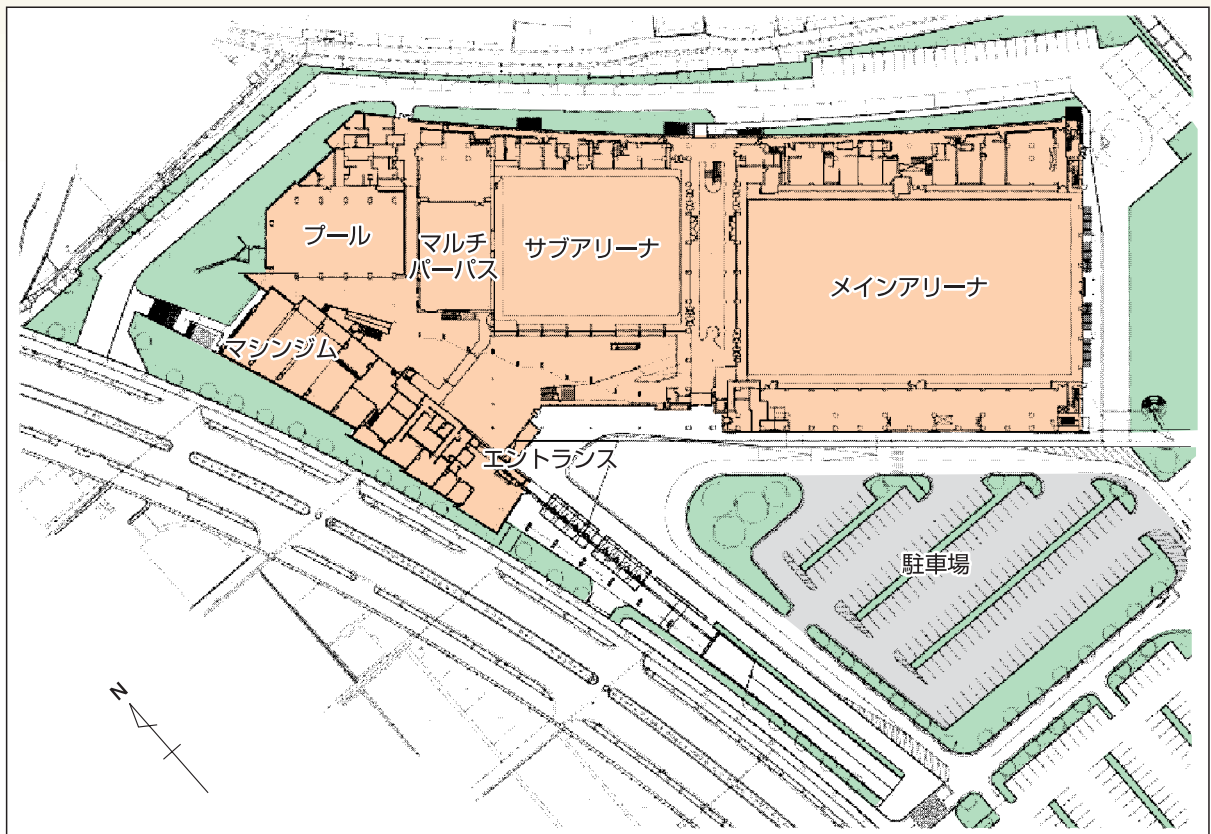 プール
マルチ
パーパス
サブアリーナ
メインアリーナ
マシンジム
エントランス
駐車場
N